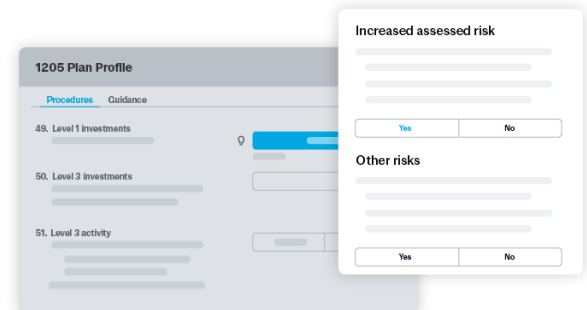 1205 Plan Profile
Procedures Guidance
49. Level 1 investments
50. Level 3 investments
51. Level 3 activity
Increased assessed risk
Yes No
Other risks
Yes No